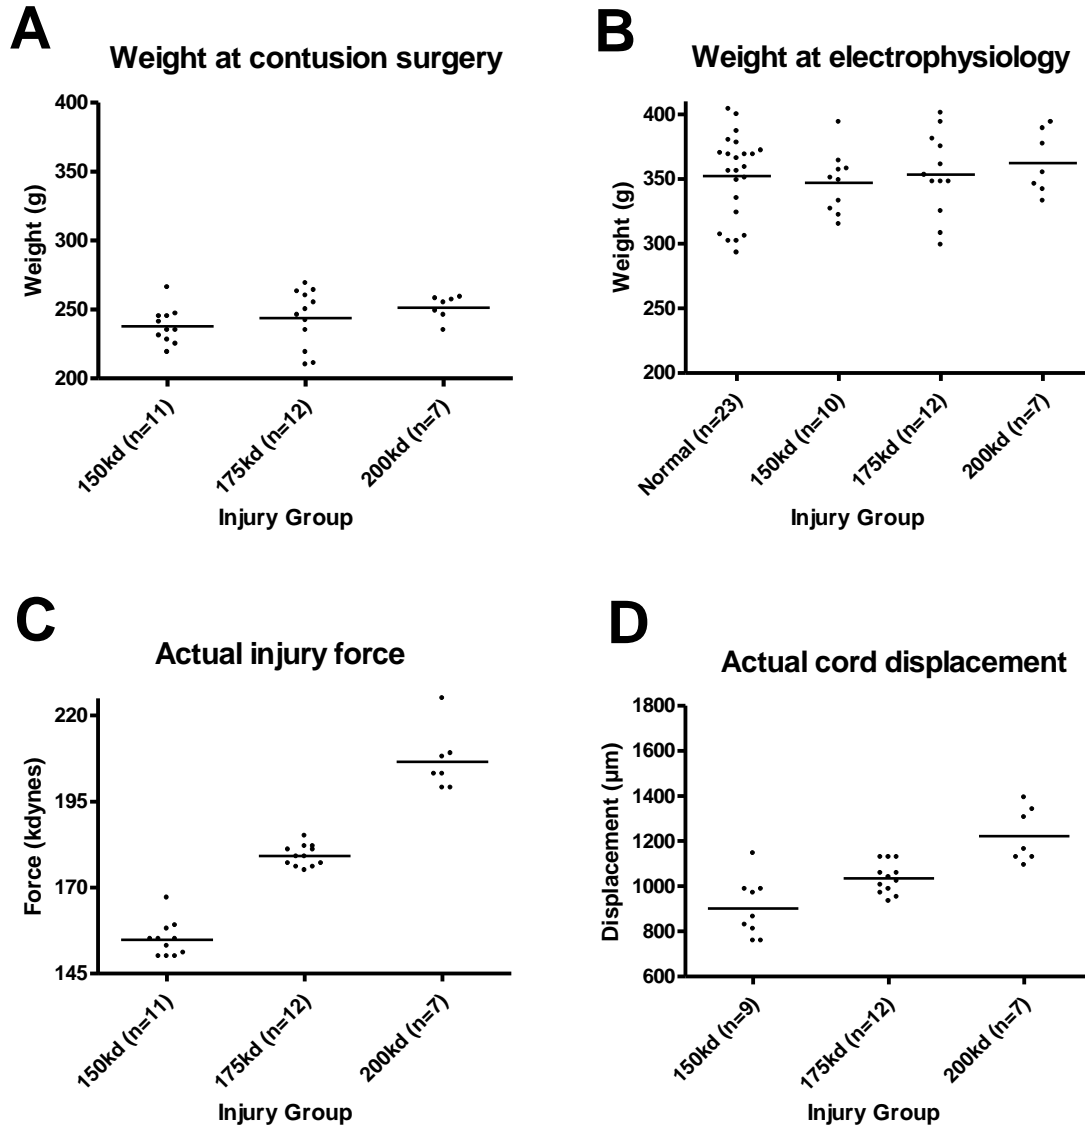 A
Weight at contusion surgery
400
350
300
250
200
Weight (g)
150kd (n=11)
175kd (n=12)
200kd (n=7)
Injury Group
B
Weight at electrophysiology
400
350
300
250
200
Weight (g)
Normal (n=23)
150kd (n=10)
175kd (n=12)
200kd (n=7)
Injury Group
C
Actual injury force
220
195
170
145
Force (kdynes)
150kd (n=11)
175kd (n=12)
200kd (n=7)
Injury Group
D
Actual cord displacement
1800
1600
1400
1200
1000
800
600
Displacement (µm)
150kd (n=9)
175kd (n=12)
200kd (n=7)
Injury Group